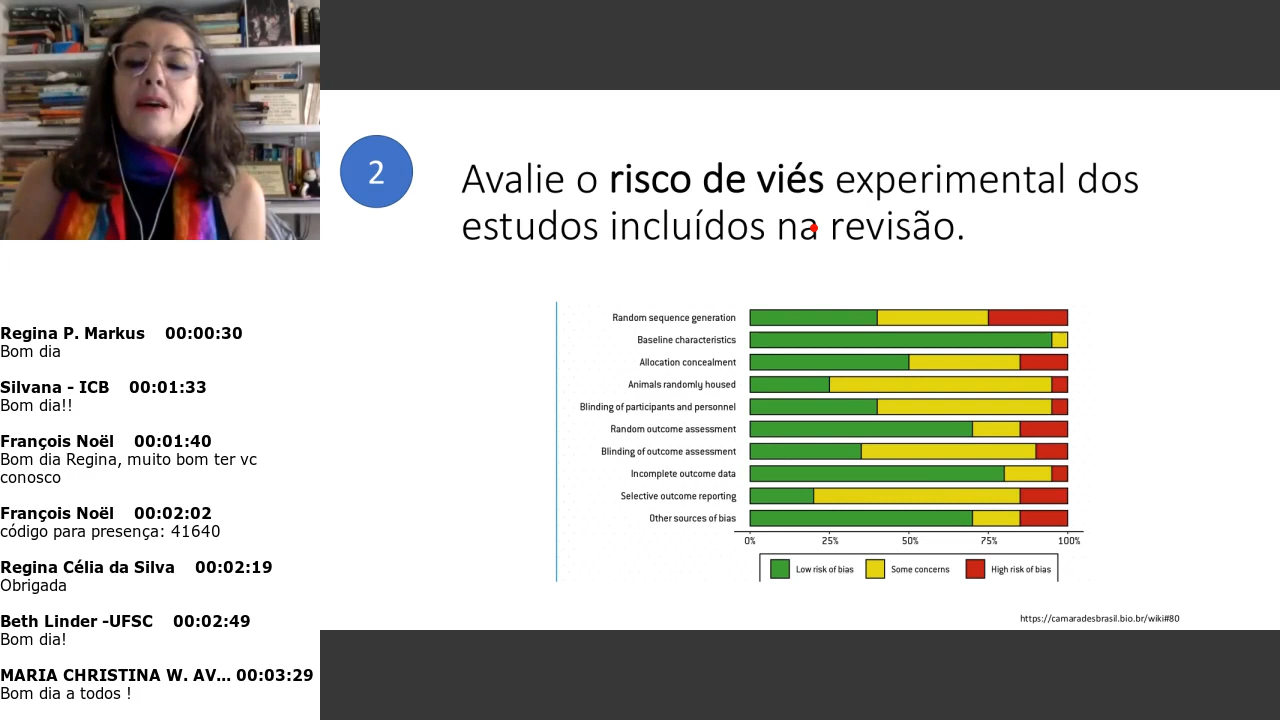 2
Avalie o risco de viés experimental dos
estudos incluídos na revisão.
Random sequence generation
Baseline characteristics
Allocation concealment
Animals randomly housed
Blinding of participants and personnel
Random outcome assessment
Blinding of outcome assessment
Incomplete outcome data
Selective outcome reporting
Other sources of bias
0% 25% 50% 75% 100%
Low risk of bias Some concerns High risk of bias
https://camaradesbrasil.bio.br/wiki#80
Regina P. Markus 00:00:30
Bom dia
Silvana - ICB 00:01:33
Bom dia!!
François Noël 00:01:40
Bom dia Regina, muito bom ter vc
conosco
François Noël 00:02:02
código para presença: 41640
Regina Célia da Silva 00:02:19
Obrigada
Beth Linder -UFSC 00:02:49
Bom dia!
MARIA CHRISTINA W. AV... 00:03:29
Bom dia a todos !